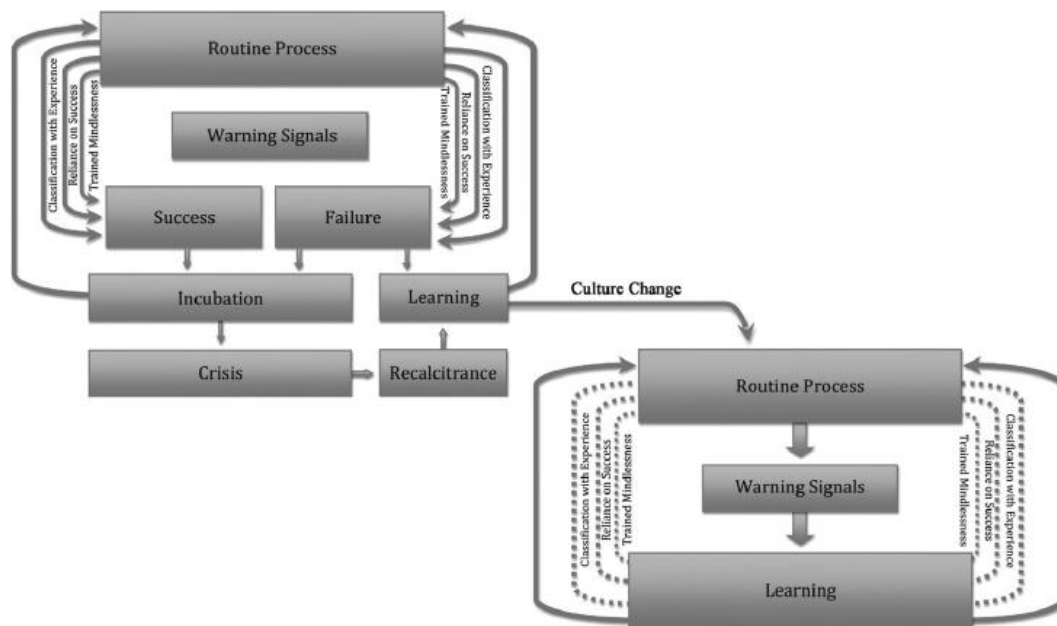 Routine Process
Classification with Experience
Reliance on Success
Trained Mindlessness
Trained Mindlessness
Reliance on Success
Classification with Experience
Warning Signals
Success
Failure
Incubation
Learning
Culture Change
Crisis
Recalcitrance
Routine Process
Classification with Experience
Reliance on Success
Trained Mindlessness
Trained Mindlessness
Reliance on Success
Classification with Experience
Warning Signals
Learning